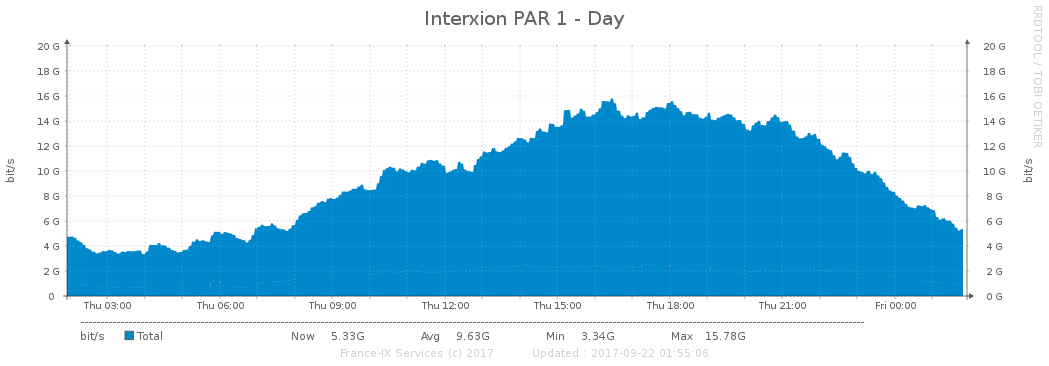 Interxion PAR 1 - Day
RRDTOOL / TOBI OETIKER
bit/s
20 G 20 G
18 G 18 G
16 G 16 G
14 G 14 G
12 G 12 G
10 G 10 G
8 G 8 G
6 G 6 G
4 G 4 G
2 G 2 G
0 0 G
bit/s
Thu 03:00 Thu 06:00 Thu 09:00 Thu 12:00 Thu 15:00 Thu 18:00 Thu 21:00 Fri 00:00
bit/s Total Now 5.33G Avg 9.63G Min 3.34G Max 15.78G
France-IX Services (c) 2017 Updated : 2017-09-22 01:55:06